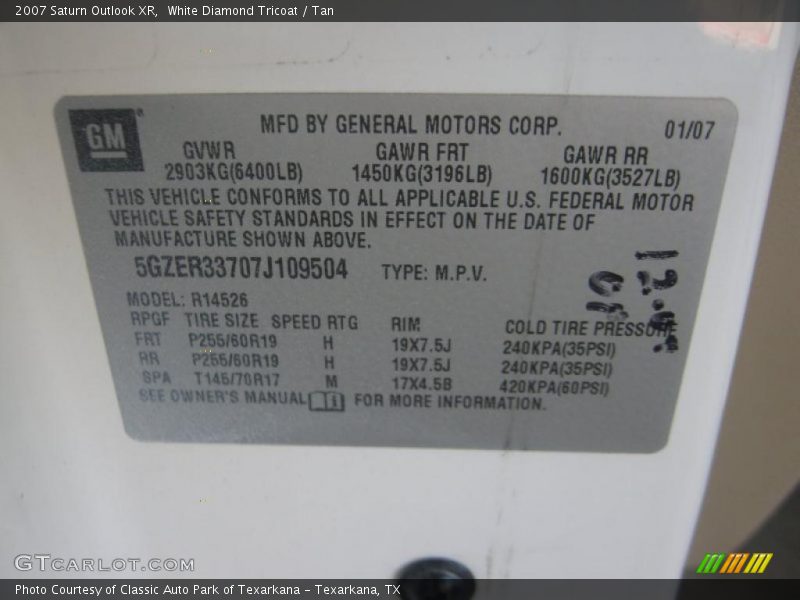 2007 Saturn Outlook XR,  White Diamond Tricoat / Tan
GM
MFD BY GENERAL MOTORS CORP.
01/07
GVWR GAWR FRT GAWR RR
2903KG(6400LB) 1450KG(3196LB) 1600KG(3527LB)
THIS VEHICLE CONFORMS TO ALL APPLICABLE U.S. FEDERAL MOTOR
VEHICLE SAFETY STANDARDS IN EFFECT ON THE DATE OF
MANUFACTURE SHOWN ABOVE.
5GZER33707J109504 TYPE: M.P.V.
MODEL: R14526
RPGF TIRE SIZE SPEED RTG RIM COLD TIRE PRESSURE
FRT P255/60R19 H 19X7.5J 240KPA(35PSI)
RR P255/60R19 H 19X7.5J 240KPA(35PSI)
SPA T145/70R17 M 17X4.5B 420KPA(60PSI)
SEE OWNER'S MANUAL FOR MORE INFORMATION.
GTCARLOT.COM
Photo Courtesy of Classic Auto Park of Texarkana - Texarkana, TX